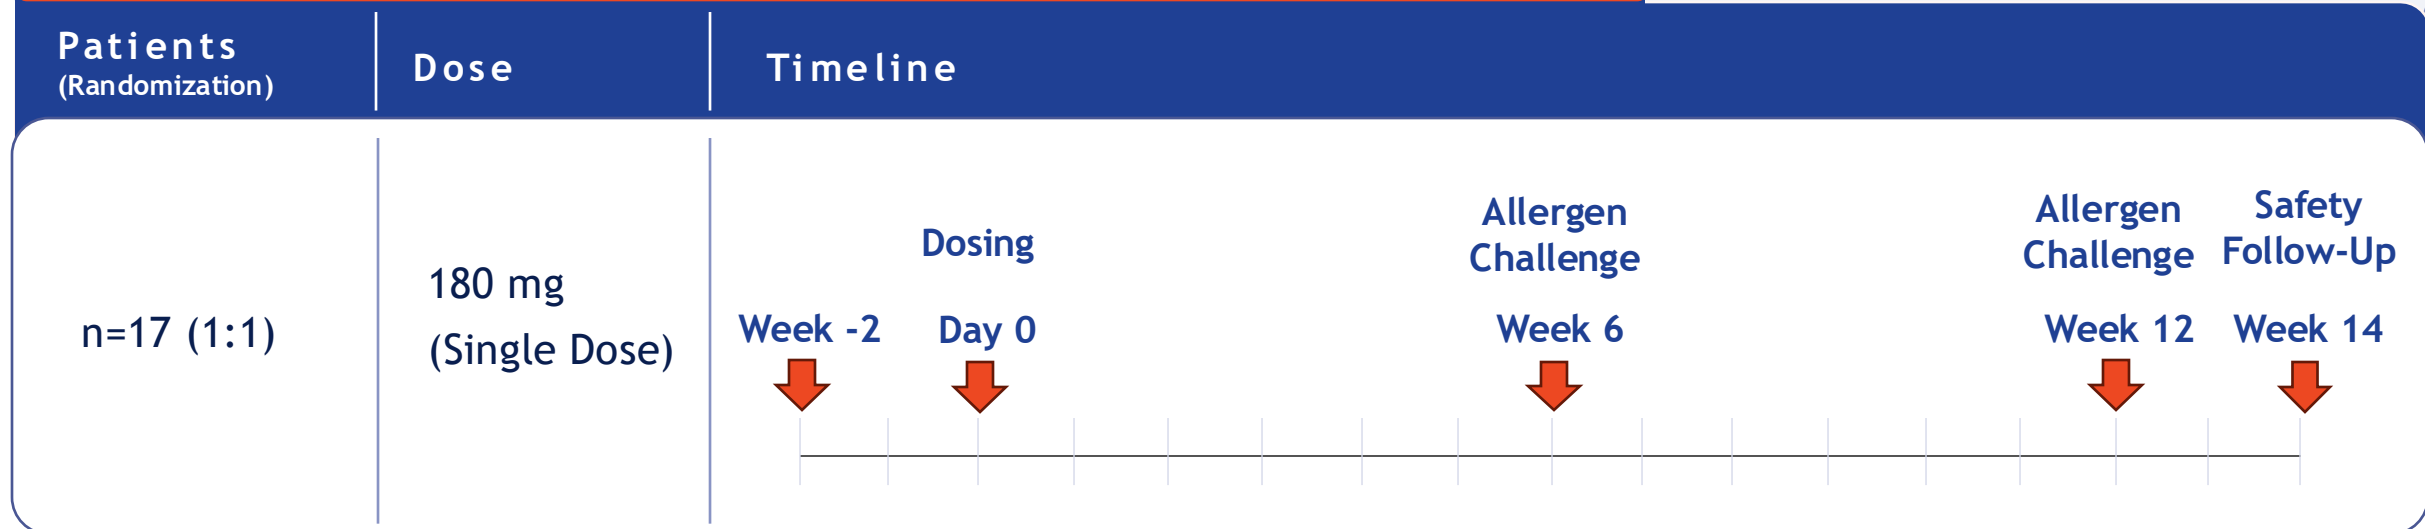 Patients
(Randomization)
Dose
Timeline
n=17 (1:1)
180 mg
(Single Dose)
Week -2
Dosing
Day 0
Allergen
Challenge
Week 6
Allergen
Challenge
Week 12
Safety
Follow-Up
Week 14